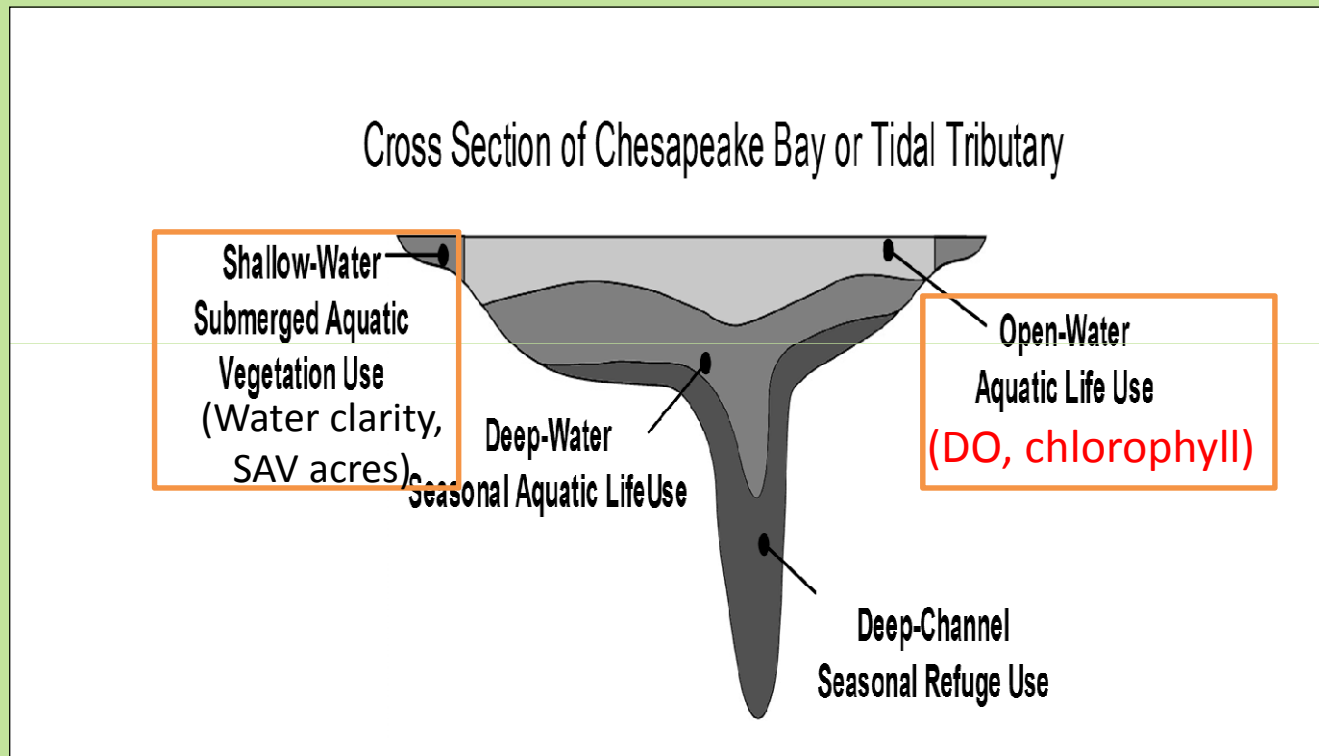 Cross Section of Chesapeake Bay or Tidal Tributary
Shallow-Water
Submerged Aquatic
Vegetation Use
(Water clarity,
SAV acres)
Open-Water
Aquatic Life Use
(DO, chlorophyll)
Deep-Water
Seasonal Aquatic LifeUse
Deep-Channel
Seasonal Refuge Use